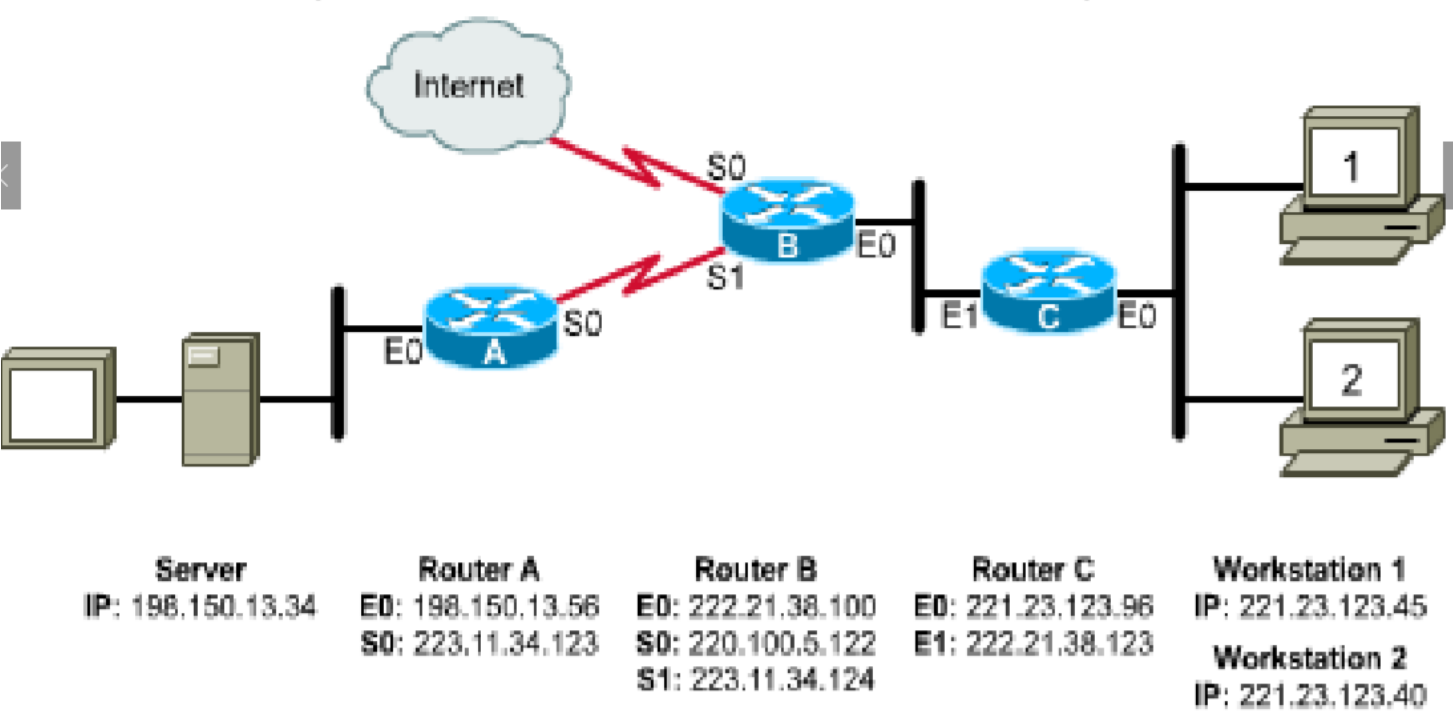 Internet
S0
1
B
E0
S1
S0
E1
C
E0
E0
A
2
Server
IP: 198.150.13.34
Router A
E0: 198.150.13.56
S0: 223.11.34.123
Router B
E0: 222.21.38.100
S0: 220.100.5.122
S1: 223.11.34.124
Router C
E0: 221.23.123.96
E1: 222.21.38.123
Workstation 1
IP: 221.23.123.45
Workstation 2
IP: 221.23.123.40